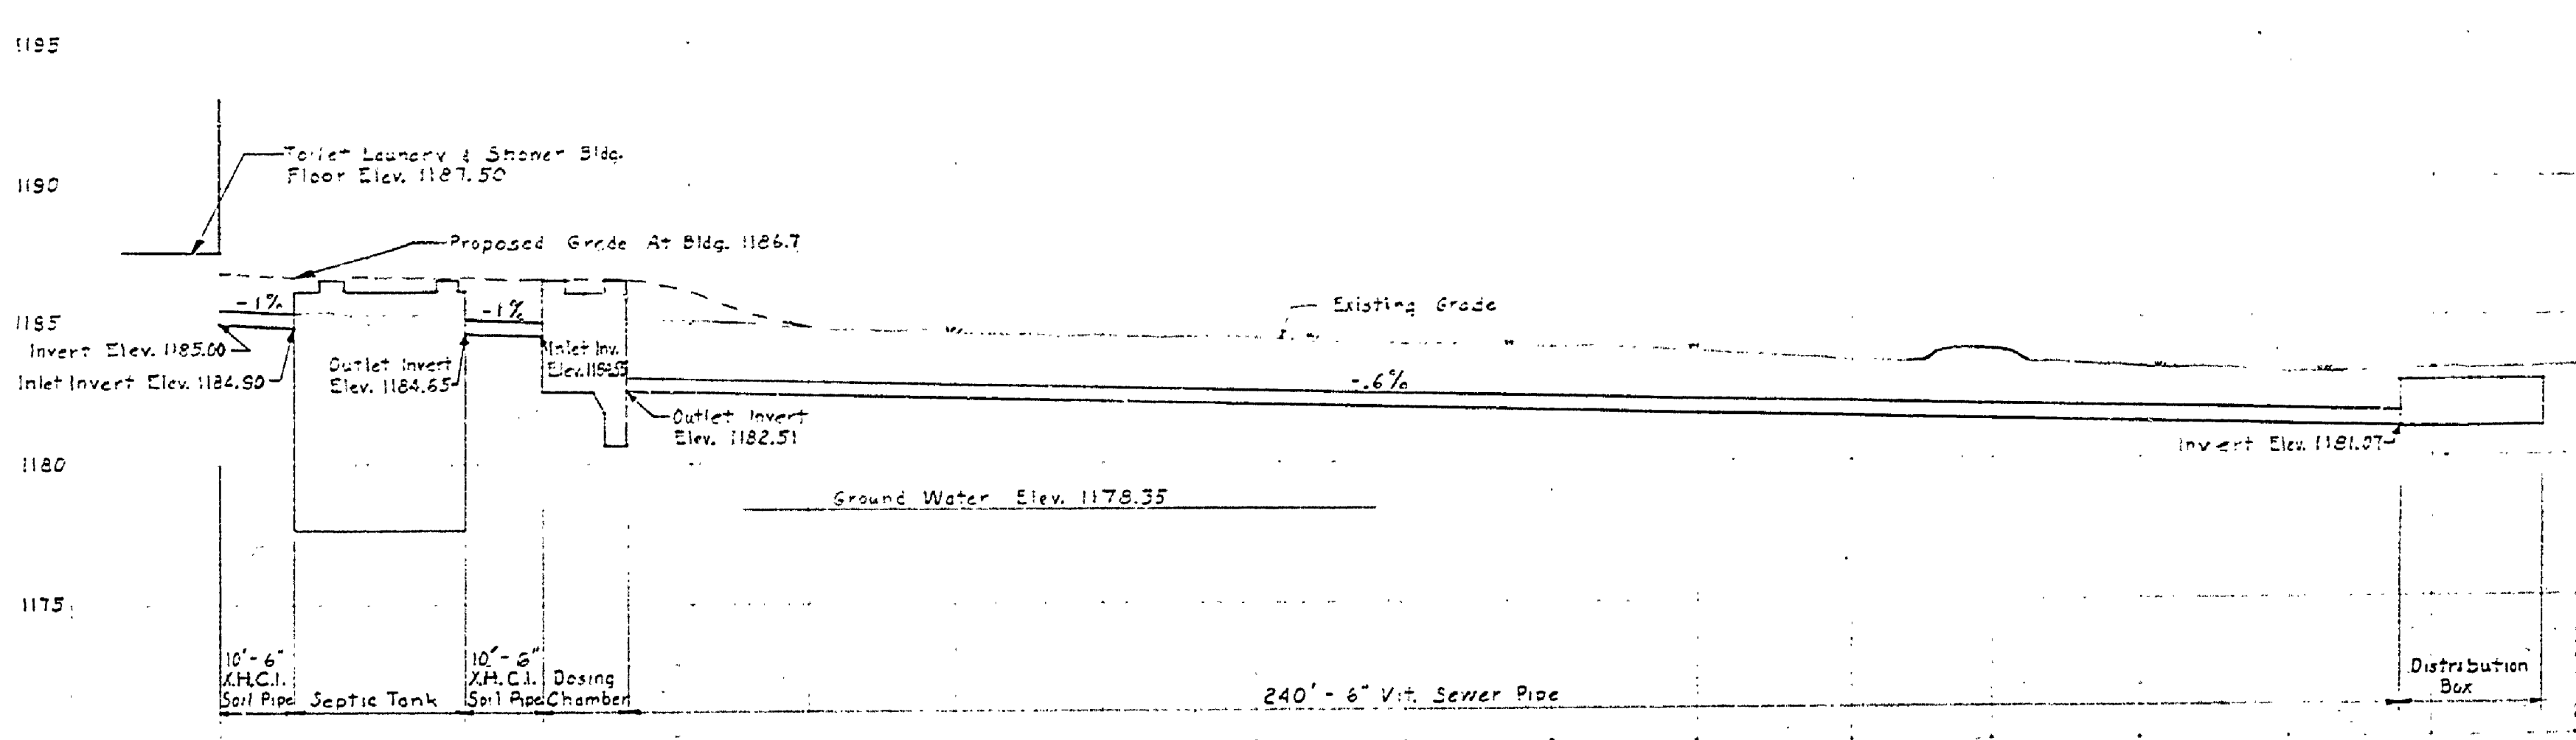 1195
Toilet Laundry & Shower Bldg.
Floor Elev. 1187.50
1190
Proposed Grade At Bldg. 1186.7
-1%
-1%
Existing Grade
1185
Invert Elev. 1185.00
Inlet Invert Elev. 1184.90
Outlet Invert
Elev. 1184.65
Inlet Inv.
Elev. 1184.55
-.6%
Outlet Invert
Elev. 1182.51
Invert Elev. 1181.07
1180
Ground Water Elev. 1178.35
1175
10'-6"
X.H.C.I.
Soil Pipe
Septic Tank
10'-6"
X.H.C.I.
Soil Pipe
Dosing
Chamber
240' - 6" Vit. Sewer Pipe
Distribution
Box